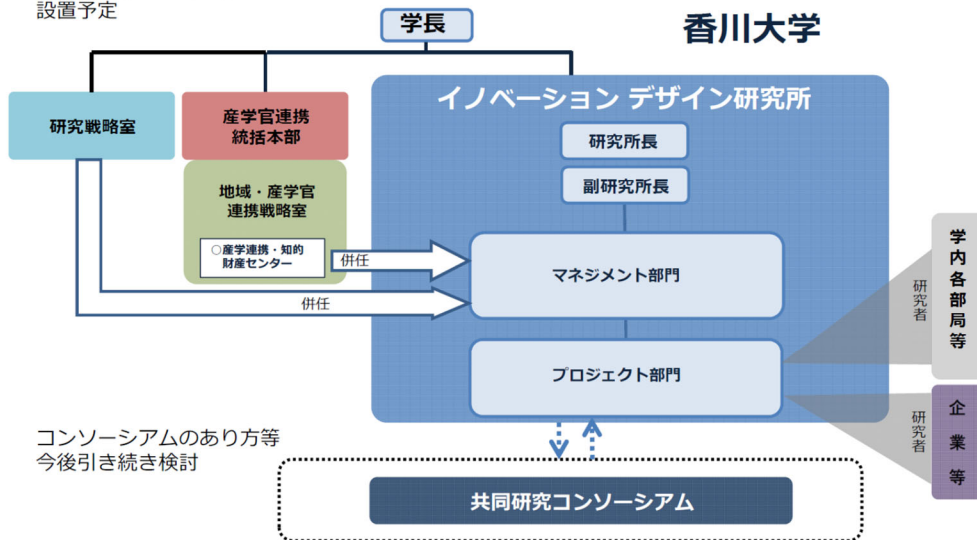 設置予定
学長
香川大学
研究戦略室
産学官連携
統括本部
地域・産学官
連携戦略室
○産学連携・知的
財産センター
併任
併任
イノベーション デザイン研究所
研究所長
副研究所長
マネジメント部門
プロジェクト部門
研究者
学内各部局等
研究者
企業等
コンソーシアムのあり方等
今後引き続き検討
共同研究コンソーシアム